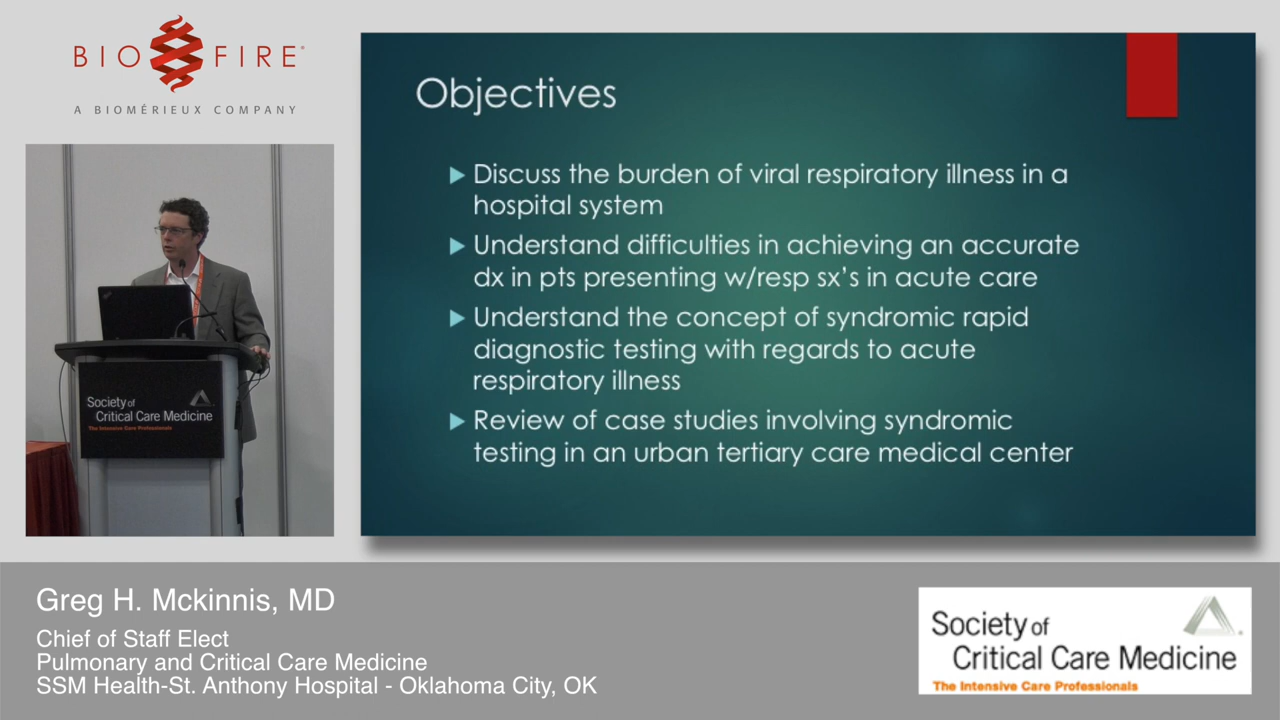 BIO FIRE®
A BIOMÉRIEUX COMPANY
Objectives
Discuss the burden of viral respiratory illness in a
hospital system
Understand difficulties in achieving an accurate
dx in pts presenting w/resp sx's in acute care
Understand the concept of syndromic rapid
diagnostic testing with regards to acute
respiratory illness
Review of case studies involving syndromic
testing in an urban tertiary care medical center
Society of
Critical Care Medicine
The Intensive Care Professionals
Greg H. Mckinnis, MD
Chief of Staff Elect
Pulmonary and Critical Care Medicine
SSM Health-St. Anthony Hospital - Oklahoma City, OK
Society of
Critical Care Medicine
The Intensive Care Professionals